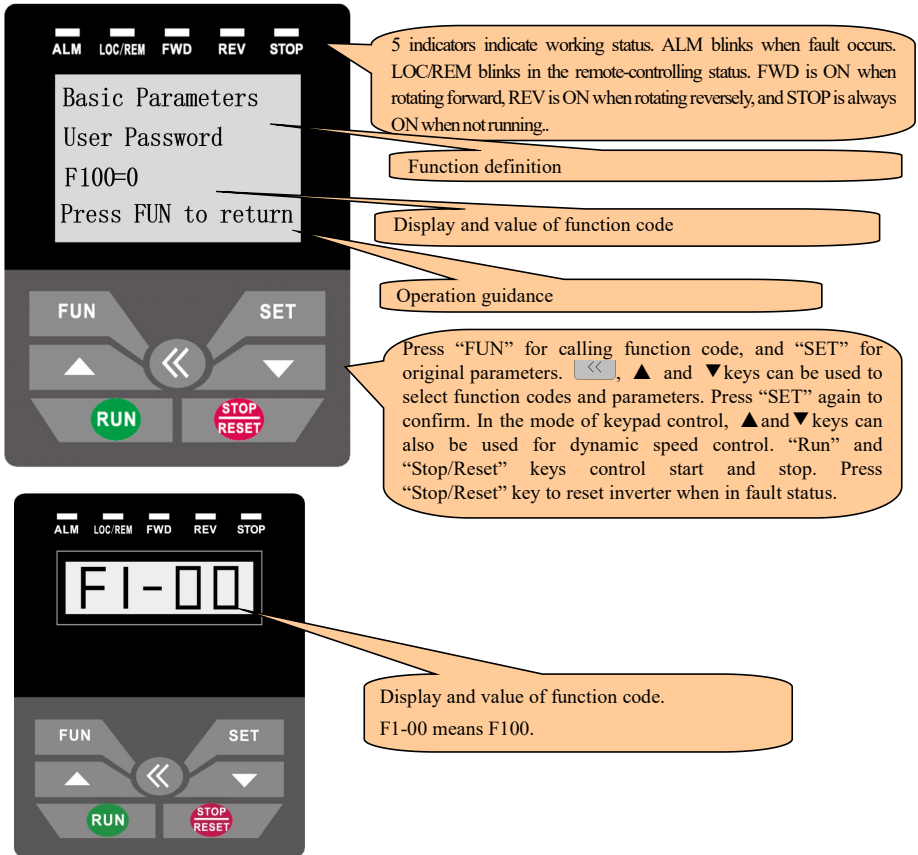 ALM LOC/REM FWD REV STOP
Basic Parameters
User Password
F100=0
Press FUN to return
FUN SET
RUN STOP
RESET
5 indicators indicate working status. ALM blinks when fault occurs.
LOC/REM blinks in the remote-controlling status. FWD is ON when
rotating forward, REV is ON when rotating reversely, and STOP is always
ON when not running..
Function definition
Display and value of function code
Operation guidance
Press “FUN” for calling function code, and “SET” for
original parameters. <<, ▲ and ▼keys can be used to
select function codes and parameters. Press “SET” again to
confirm. In the mode of keypad control, ▲and▼keys can
also be used for dynamic speed control. “Run” and
“Stop/Reset” keys control start and stop. Press
“Stop/Reset” key to reset inverter when in fault status.
ALM LOC/REM FWD REV STOP
F1-00
FUN SET
RUN STOP
RESET
Display and value of function code.
F1-00 means F100.